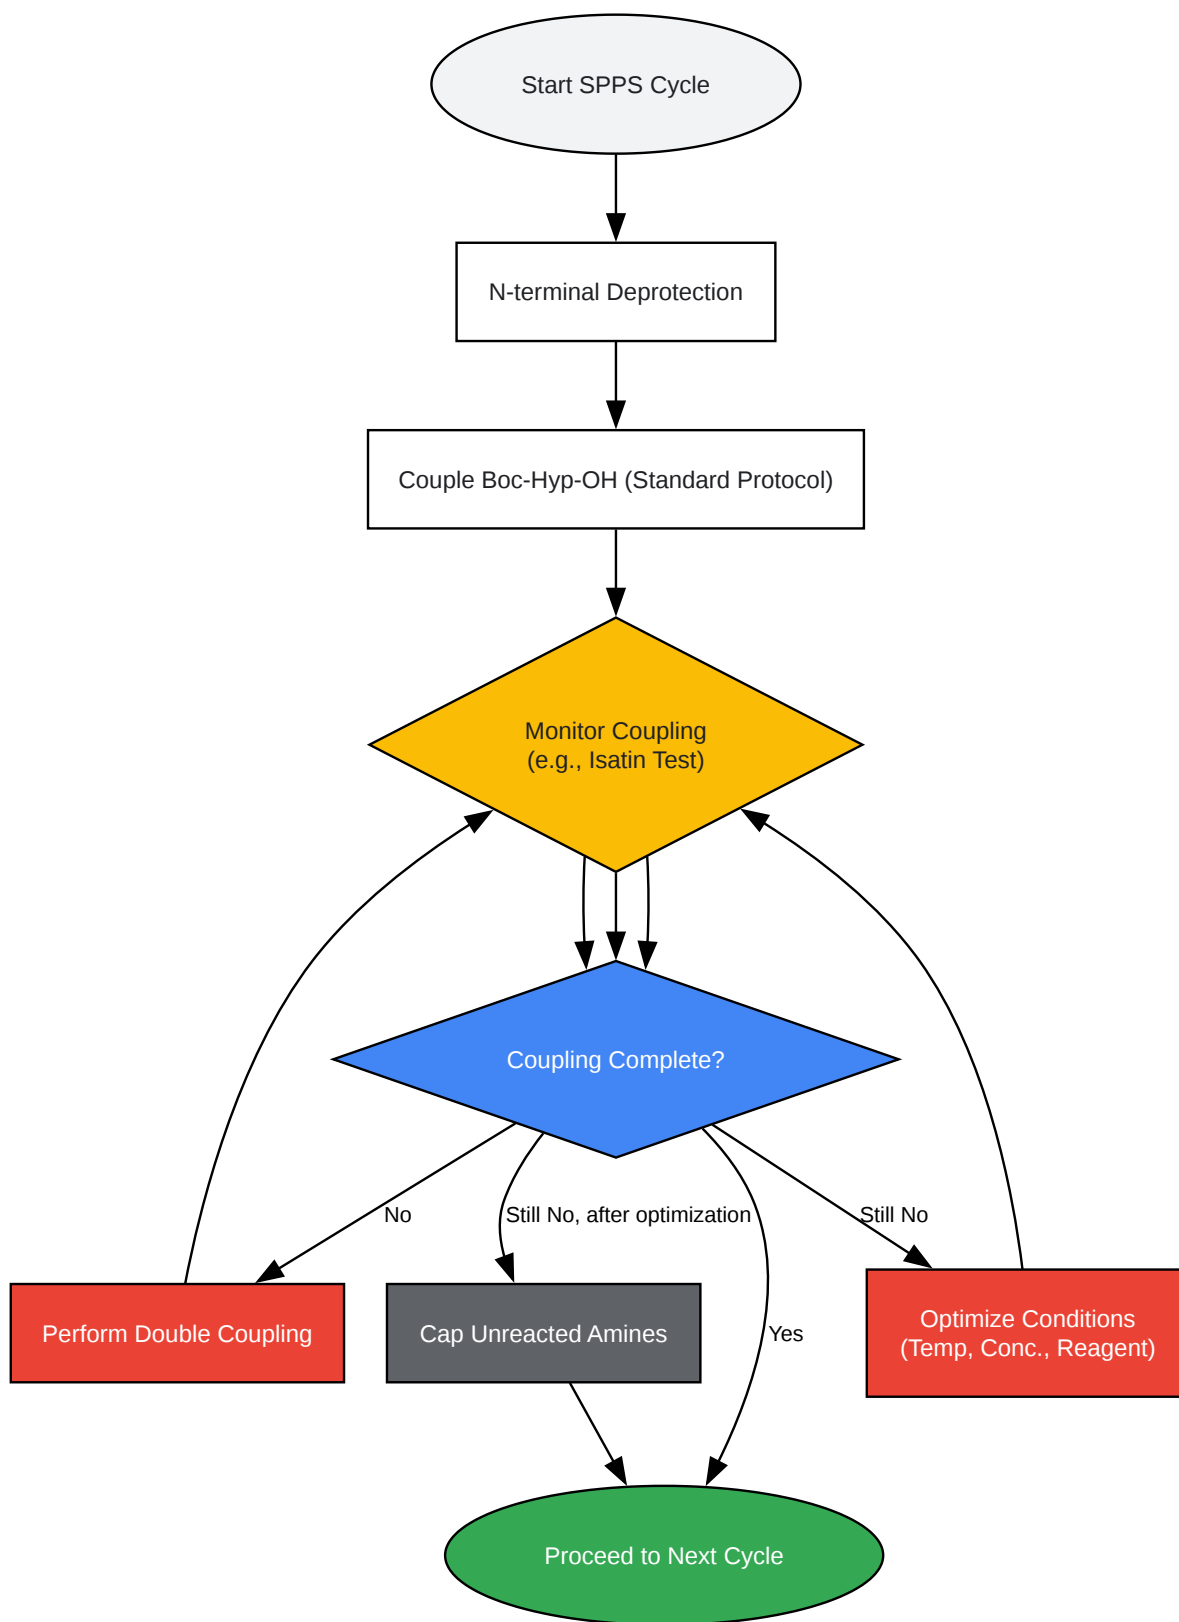 Start SPPS Cycle
N-terminal Deprotection
Couple Boc-Hyp-OH (Standard Protocol)
Monitor Coupling
(e.g., Isatin Test)
Coupling Complete?
No
Still No, after optimization
Still No
Perform Double Coupling
Cap Unreacted Amines
Yes
Optimize Conditions
(Temp, Conc., Reagent)
Proceed to Next Cycle